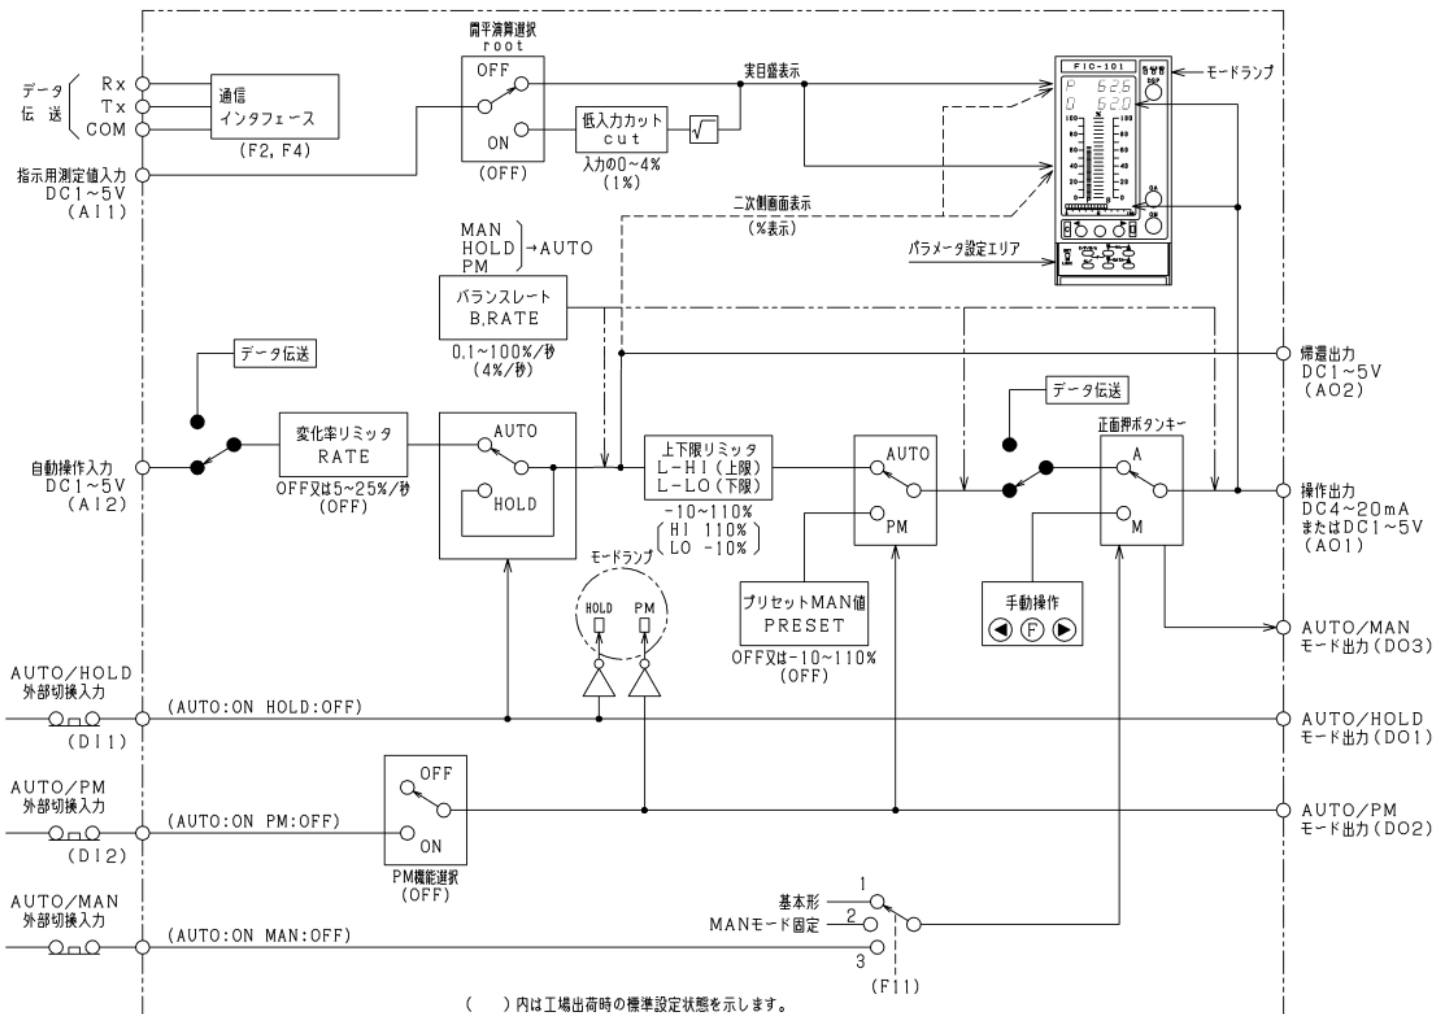 開平演算選択
root
OFF
ON
(OFF)
低入力カット
cut
入力の0~4%
(1%)
√
実目盛表示
FIC-101
P 62.6
O 62.0
モードランプ
データ
伝送
Rx
Tx
COM
通信
インタフェース
(F2, F4)
指示用測定値入力
DC1~5V
(AI1)
二次側画面表示
(%表示)
パラメータ設定エリア
MAN
HOLD
PM
→AUTO
バランスレート
B.RATE
0.1~100%/秒
(4%/秒)
データ伝送
変化率リミッタ
RATE
OFF又は5~25%/秒
(OFF)
自動操作入力
DC1~5V
(AI2)
AUTO
HOLD
上下限リミッタ
L-HI(上限)
L-LO(下限)
-10~110%
HI 110%
LO -10%
AUTO
PM
データ伝送
正面押ボタンキー
A
M
帰還出力
DC1~5V
(AO2)
操作出力
DC4~20mA
またはDC1~5V
(AO1)
モードランプ
HOLD PM
プリセットMAN値
PRESET
OFF又は-10~110%
(OFF)
手動操作
◀ F ▶
AUTO/MAN
モード出力(DO3)
AUTO/HOLD
外部切換入力
(DI1)
(AUTO:ON HOLD:OFF)
AUTO/HOLD
モード出力(DO1)
AUTO/PM
外部切換入力
(DI2)
(AUTO:ON PM:OFF)
OFF
ON
PM機能選択
(OFF)
AUTO/PM
モード出力(DO2)
AUTO/MAN
外部切換入力
(AUTO:ON MAN:OFF)
基本形
1
MANモード固定
2
3
(F11)
( )内は工場出荷時の標準設定状態を示します。